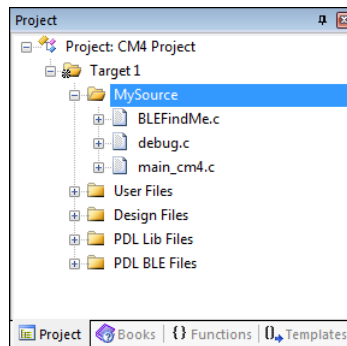 Project
Project: CM4 Project
Target 1
MySource
BLEFindMe.c
debug.c
main_cm4.c
User Files
Design Files
PDL Lib Files
PDL BLE Files
Project Books {} Functions Templates